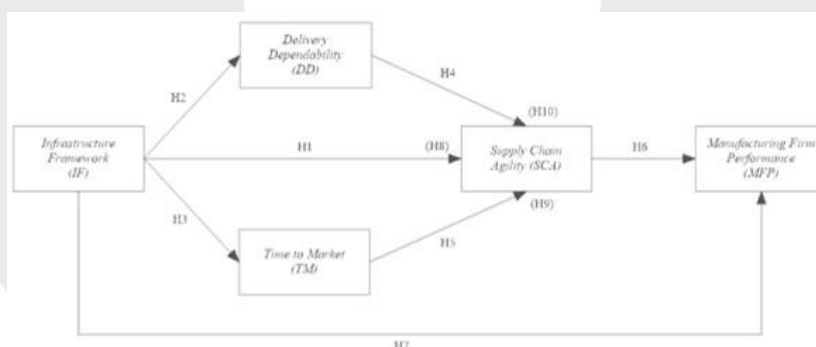 Delivery
Dependability
(DD)
H4
H2
(H10)
Infrastructure
Framework
(IF)
H1
(H8)
Supply Chain
Agility (SCA)
H6
Manufacturing Firm
Performance
(MFP)
H3
(H9)
Time to Market
(TM)
H5
H7